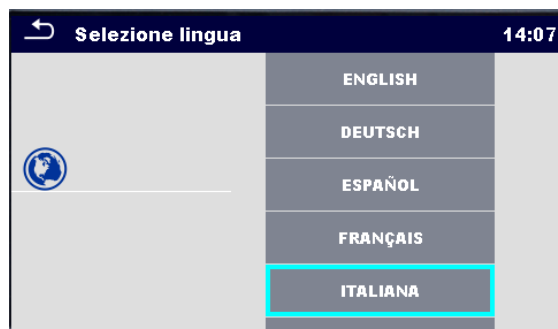 Selezione lingua
14:07
ENGLISH
DEUTSCH
ESPAÑOL
FRANÇAIS
ITALIANA